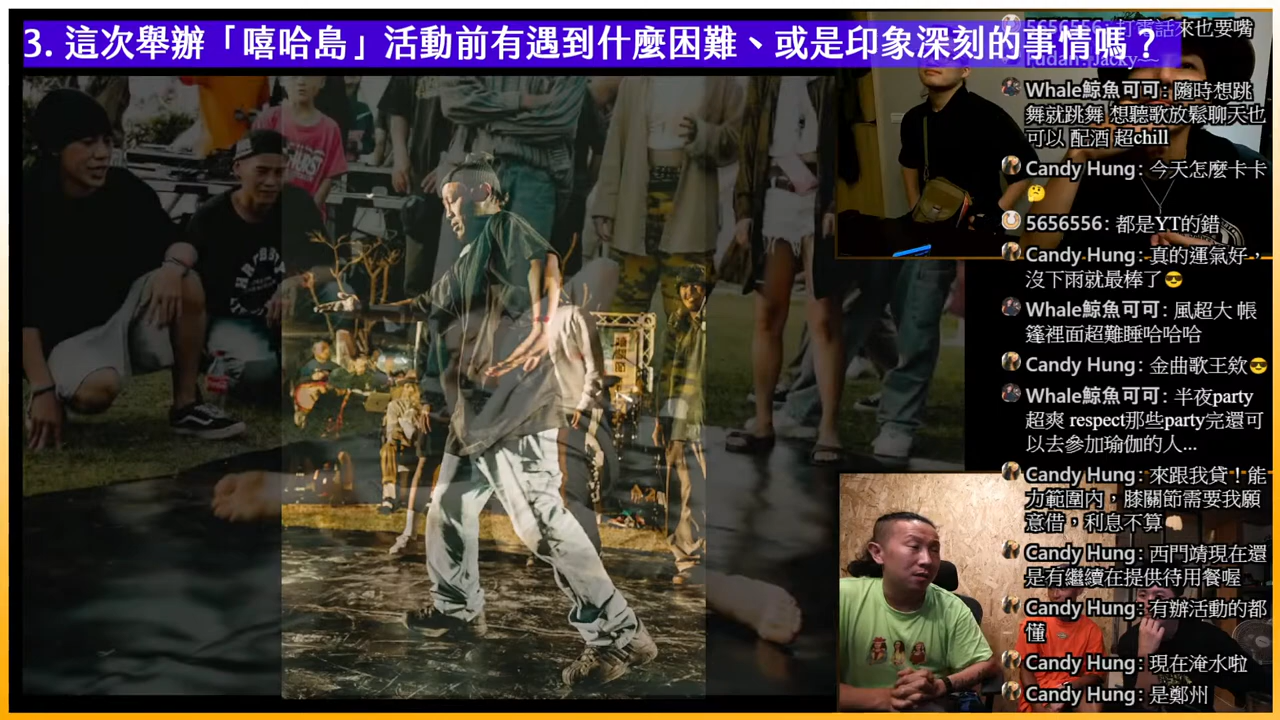 3. 這次舉辦「嘻哈島」活動前有遇到什麼困難、或是印象深刻的事情嗎？
5656556: 打電話來也要嘴
Yudan: Jacky~~
Whale鯨魚可可: 隨時想跳
舞就跳舞 想聽歌放鬆聊天也
可以 配酒 超chill
Candy Hung: 今天怎麼卡卡
🤔
5656556: 都是YT的錯
Candy Hung: 真的運氣好，
沒下雨就最棒了😎
Whale鯨魚可可: 風超大 帳
篷裡面超難睡哈哈哈
Candy Hung: 金曲歌王欸😎
Whale鯨魚可可: 半夜party
超爽 respect那些party完還可
以去參加瑜伽的人...
Candy Hung: 來跟我貸！能
力範圍內，膝關節需要我願
意借，利息不算👊🏻
Candy Hung: 西門靖現在還
是有繼續在提供待用餐喔
Candy Hung: 有辦活動的都
懂
Candy Hung: 現在淹水啦
Candy Hung: 是鄭州